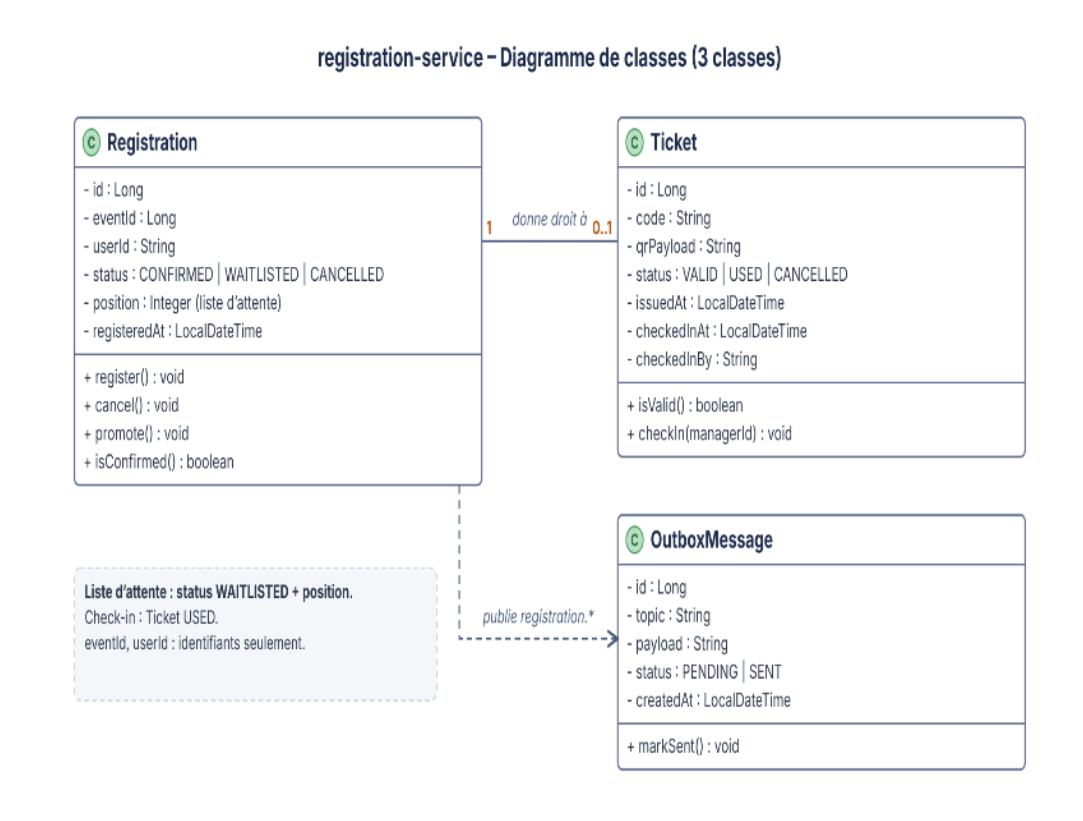 registration-service – Diagramme de classes (3 classes)
C Registration
- id : Long
- eventId : Long
- userId : String
- status : CONFIRMED | WAITLISTED | CANCELLED
- position : Integer (liste d'attente)
- registeredAt : LocalDateTime
+ register() : void
+ cancel() : void
+ promote() : void
+ isConfirmed() : boolean
1
donne droit à
0..1
C Ticket
- id : Long
- code : String
- qrPayload : String
- status : VALID | USED | CANCELLED
- issuedAt : LocalDateTime
- checkedInAt : LocalDateTime
- checkedInBy : String
+ isValid() : boolean
+ checkIn(managerId) : void
Liste d'attente : status WAITLISTED + position.
Check-in : Ticket USED.
eventId, userId : identifiants seulement.
publie registration.*
C OutboxMessage
- id : Long
- topic : String
- payload : String
- status : PENDING | SENT
- createdAt : LocalDateTime
+ markSent() : void